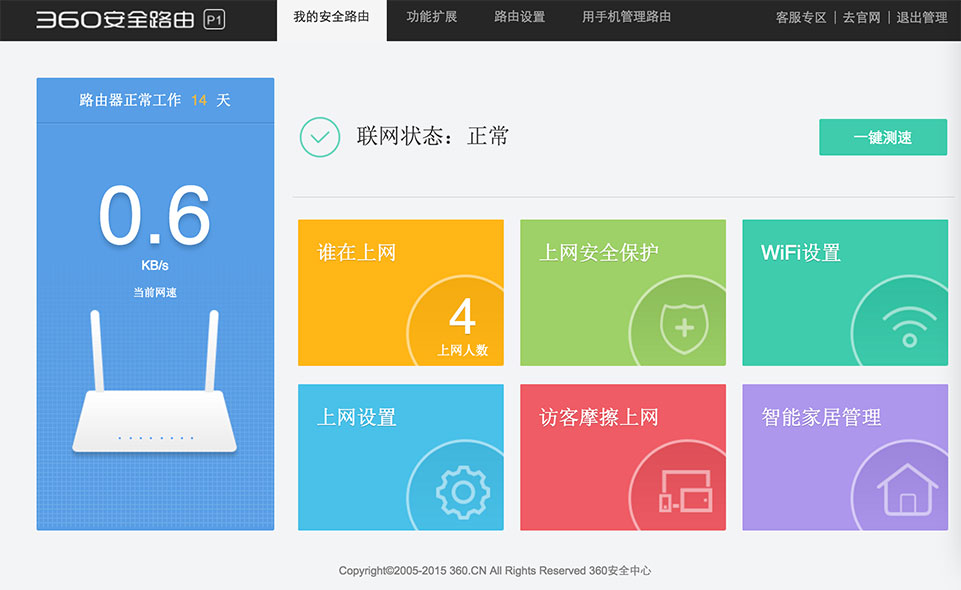 360安全路由 P1
我的安全路由
功能扩展
路由设置
用手机管理路由
客服专区 | 去官网 | 退出管理
路由器正常工作 14 天
0.6
KB/s
当前网速
联网状态：正常
一键测速
谁在上网
4
上网人数
上网安全保护
WiFi设置
上网设置
访客摩擦上网
智能家居管理
Copyright©2005-2015 360.CN All Rights Reserved 360安全中心